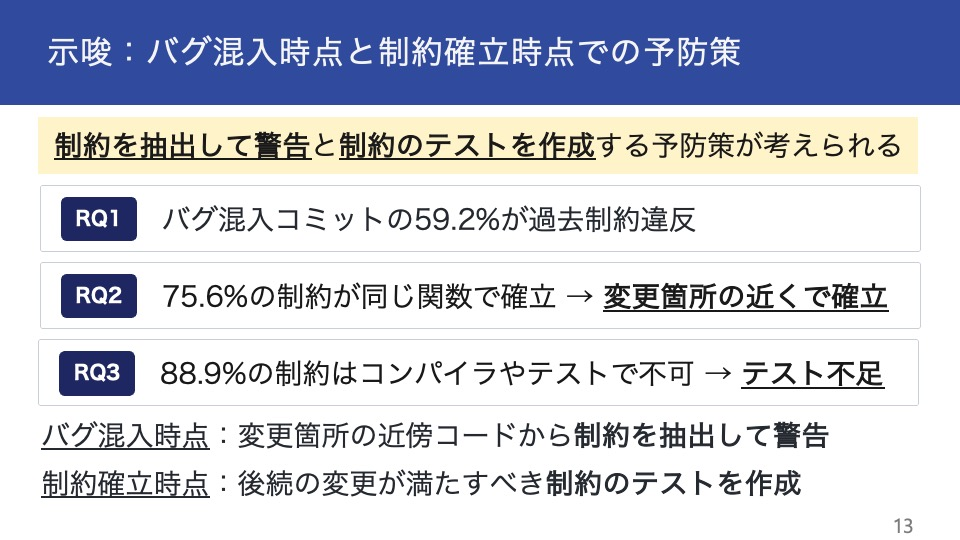 示唆：バグ混入時点と制約確立時点での予防策
制約を抽出して警告と制約のテストを作成する予防策が考えられる
RQ1 バグ混入コミットの59.2%が過去制約違反
RQ2 75.6%の制約が同じ関数で確立 → 変更箇所の近くで確立
RQ3 88.9%の制約はコンパイラやテストで不可 → テスト不足
バグ混入時点：変更箇所の近傍コードから制約を抽出して警告
制約確立時点：後続の変更が満たすべき制約のテストを作成
13